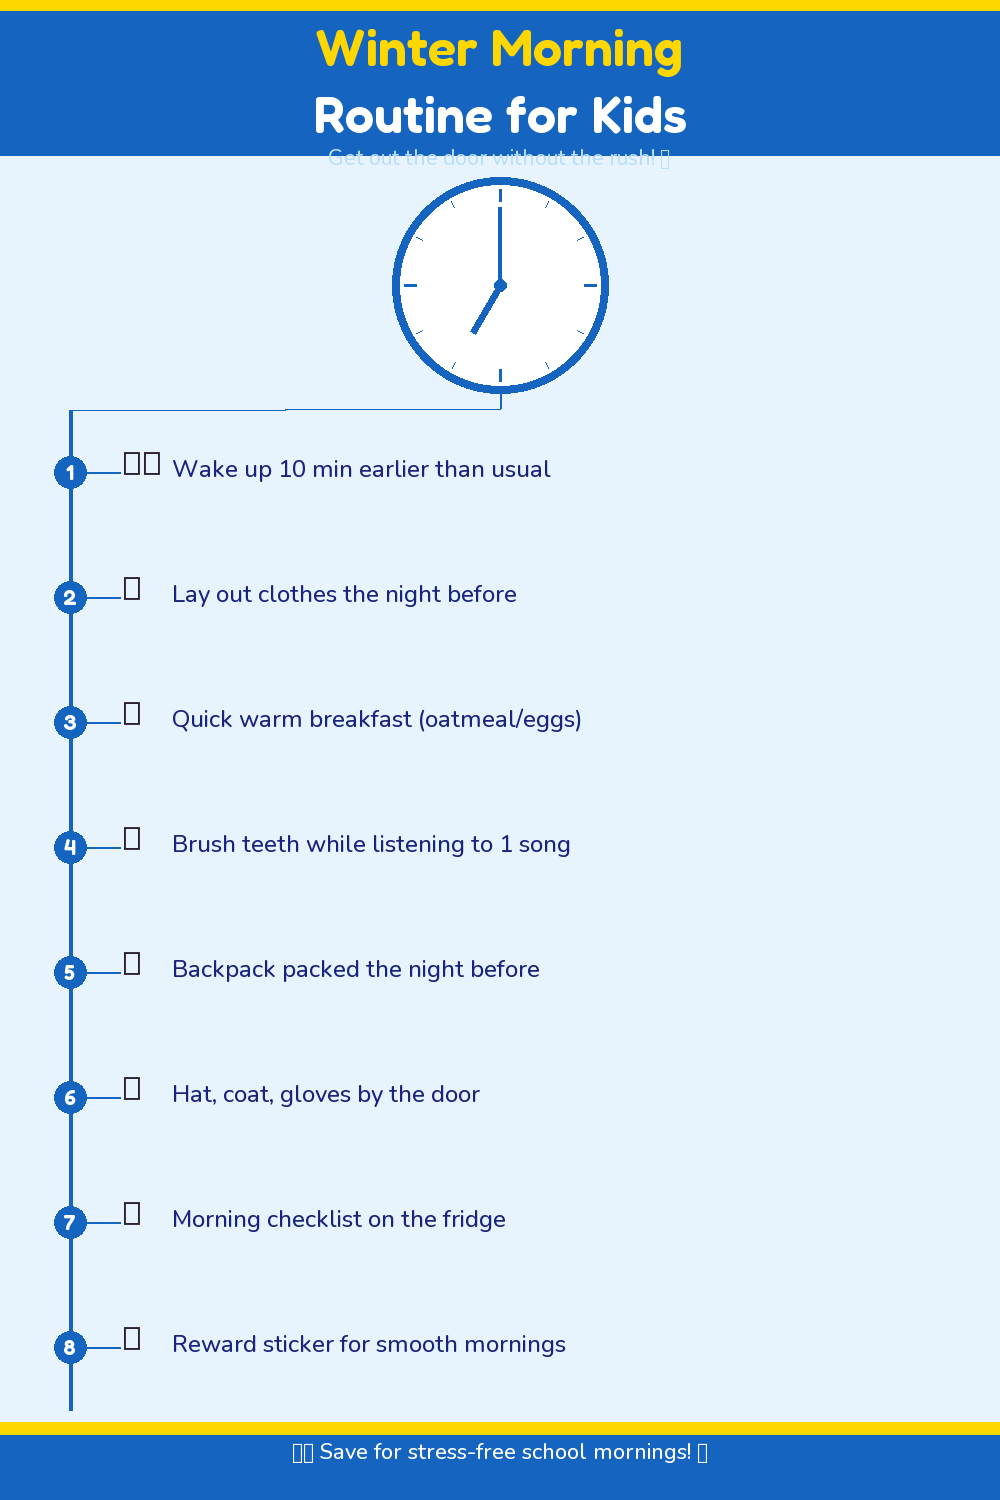 Winter Morning
Routine for Kids
Get out the door without the rush!
1 Wake up 10 min earlier than usual
2 Lay out clothes the night before
3 Quick warm breakfast (oatmeal/eggs)
4 Brush teeth while listening to 1 song
5 Backpack packed the night before
6 Hat, coat, gloves by the door
7 Morning checklist on the fridge
8 Reward sticker for smooth mornings
Save for stress-free school mornings!